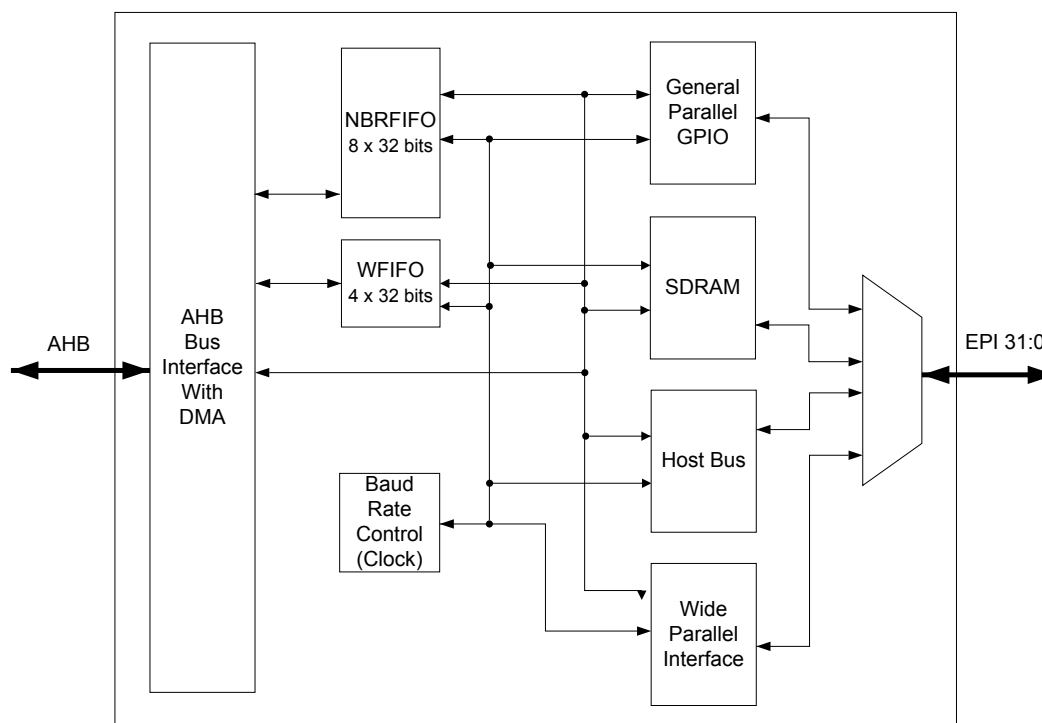 AHB
AHB
Bus
Interface
With
DMA
NBRFIFO
8 x 32 bits
WFIFO
4 x 32 bits
Baud
Rate
Control
(Clock)
General
Parallel
GPIO
SDRAM
Host Bus
Wide
Parallel
Interface
EPI 31:0